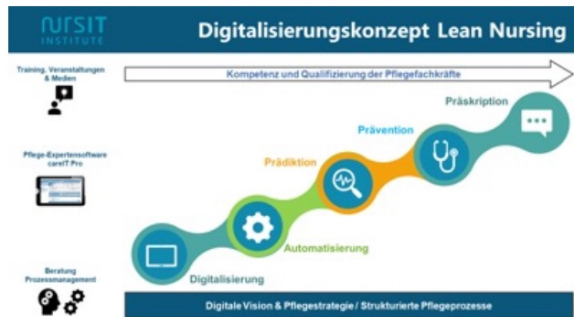 nursIT
INSTITUTE
Digitalisierungskonzept Lean Nursing
Training, Veranstaltungen
& Medien
Kompetenz und Qualifizierung der Pflegefachkräfte
Präskription
Prävention
Pflege-Expertensoftware
careIT Pro
Prädiktion
Automatisierung
Digitalisierung
Beratung
Prozessmanagement
Digitale Vision & Pflegestrategie / Strukturierte Pflegeprozesse